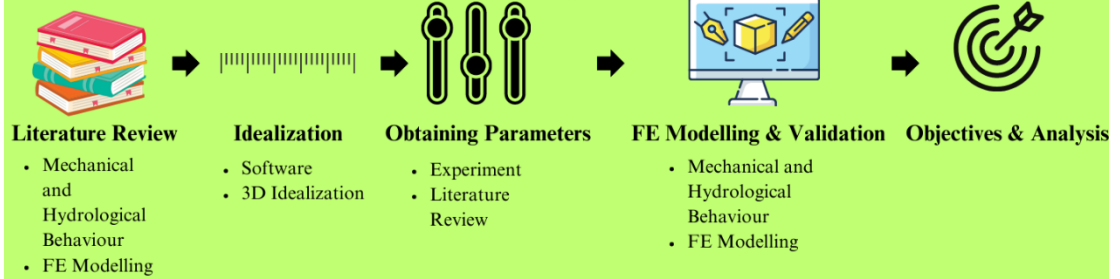 Literature Review
• Mechanical
and
Hydrological
Behaviour
• FE Modelling
Idealization
• Software
• 3D Idealization
Obtaining Parameters
• Experiment
• Literature
Review
FE Modelling & Validation
• Mechanical and
Hydrological
Behaviour
• FE Modelling
Objectives & Analysis